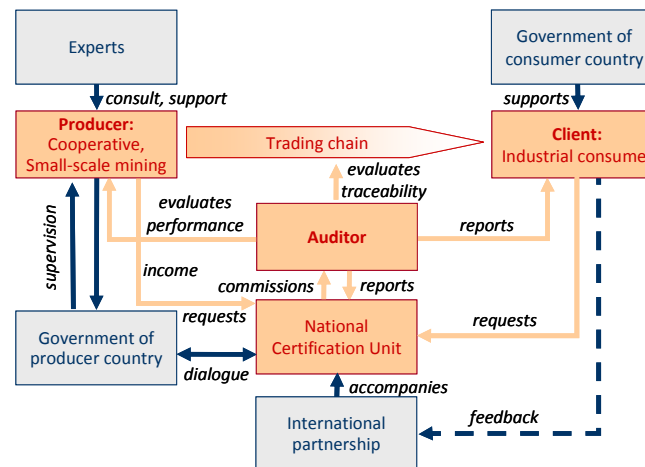 Experts
Government of
consumer country
consult, support
supports
Producer:
Cooperative,
Small-scale mining
Trading chain
Client:
Industrial consume
evaluates
traceability
evaluates
performance
supervision
Auditor
reports
income
commissions
reports
requests
National
Certification Unit
requests
Government of
producer country
dialogue
accompanies
International
partnership
feedback